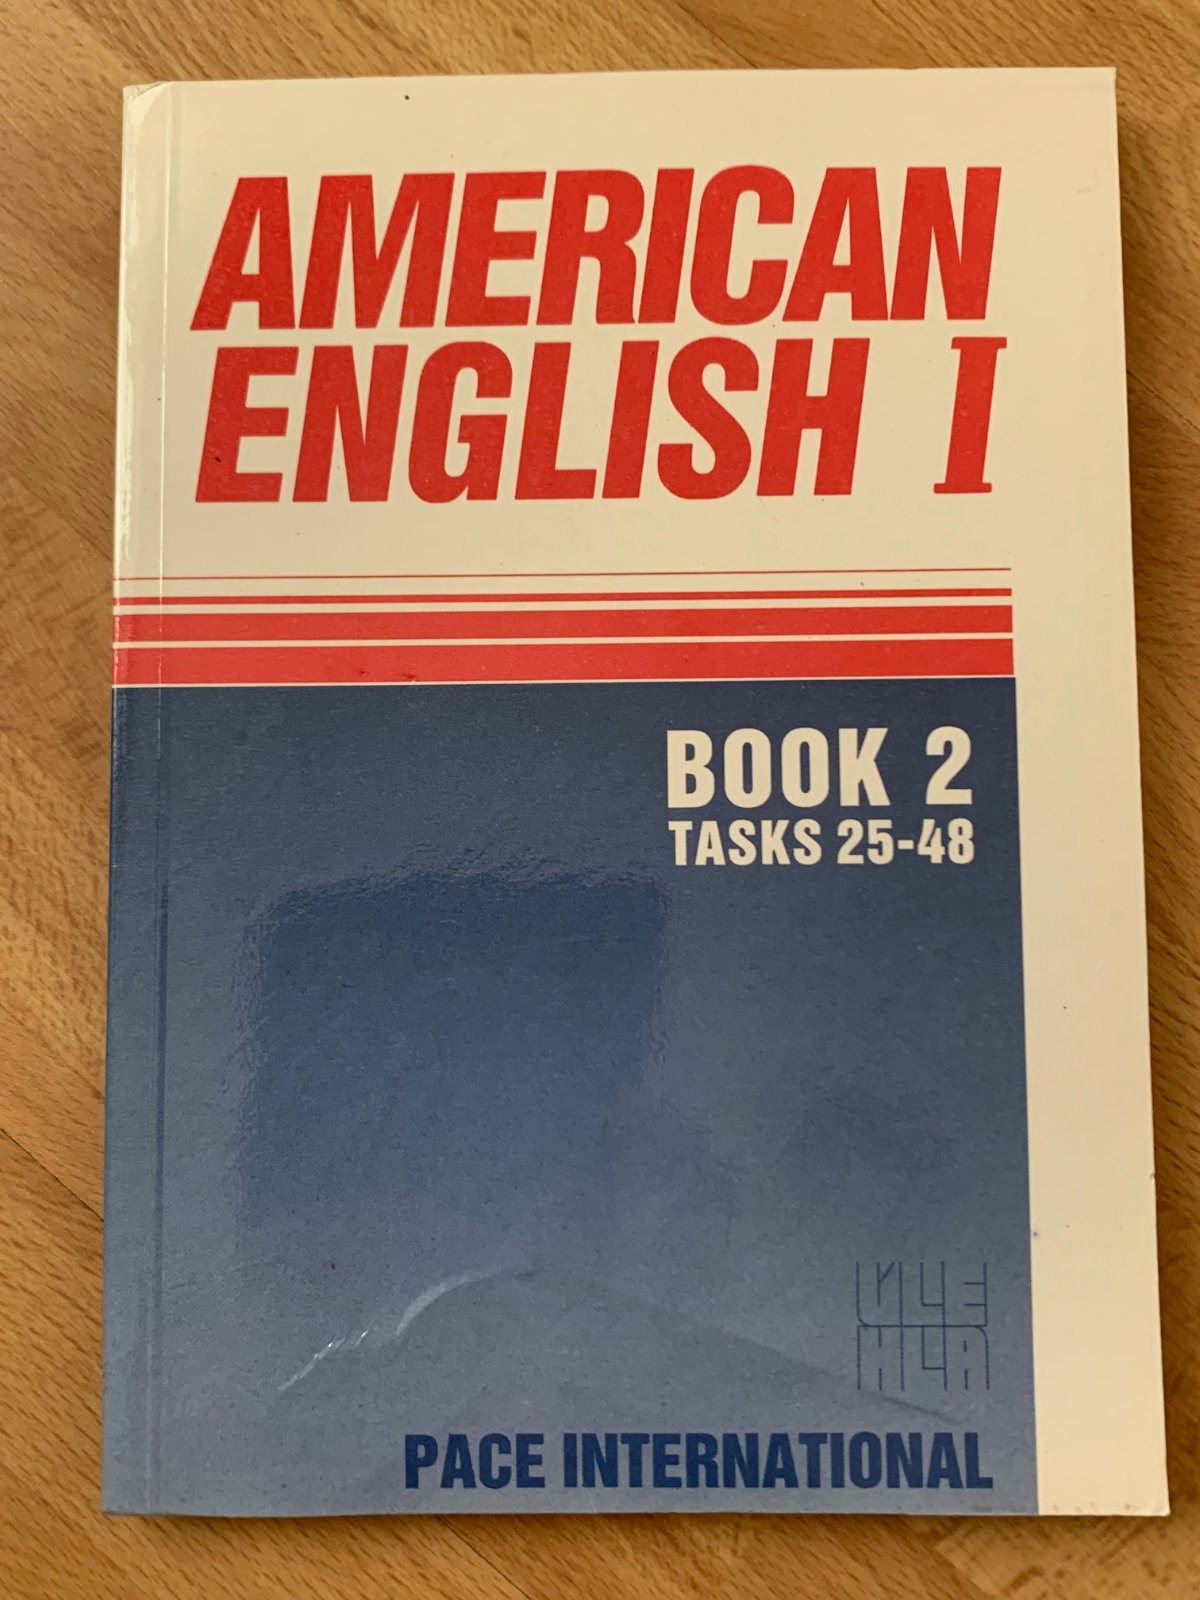 AMERICAN
ENGLISH I
BOOK 2
TASKS 25-48
PACE INTERNATIONAL